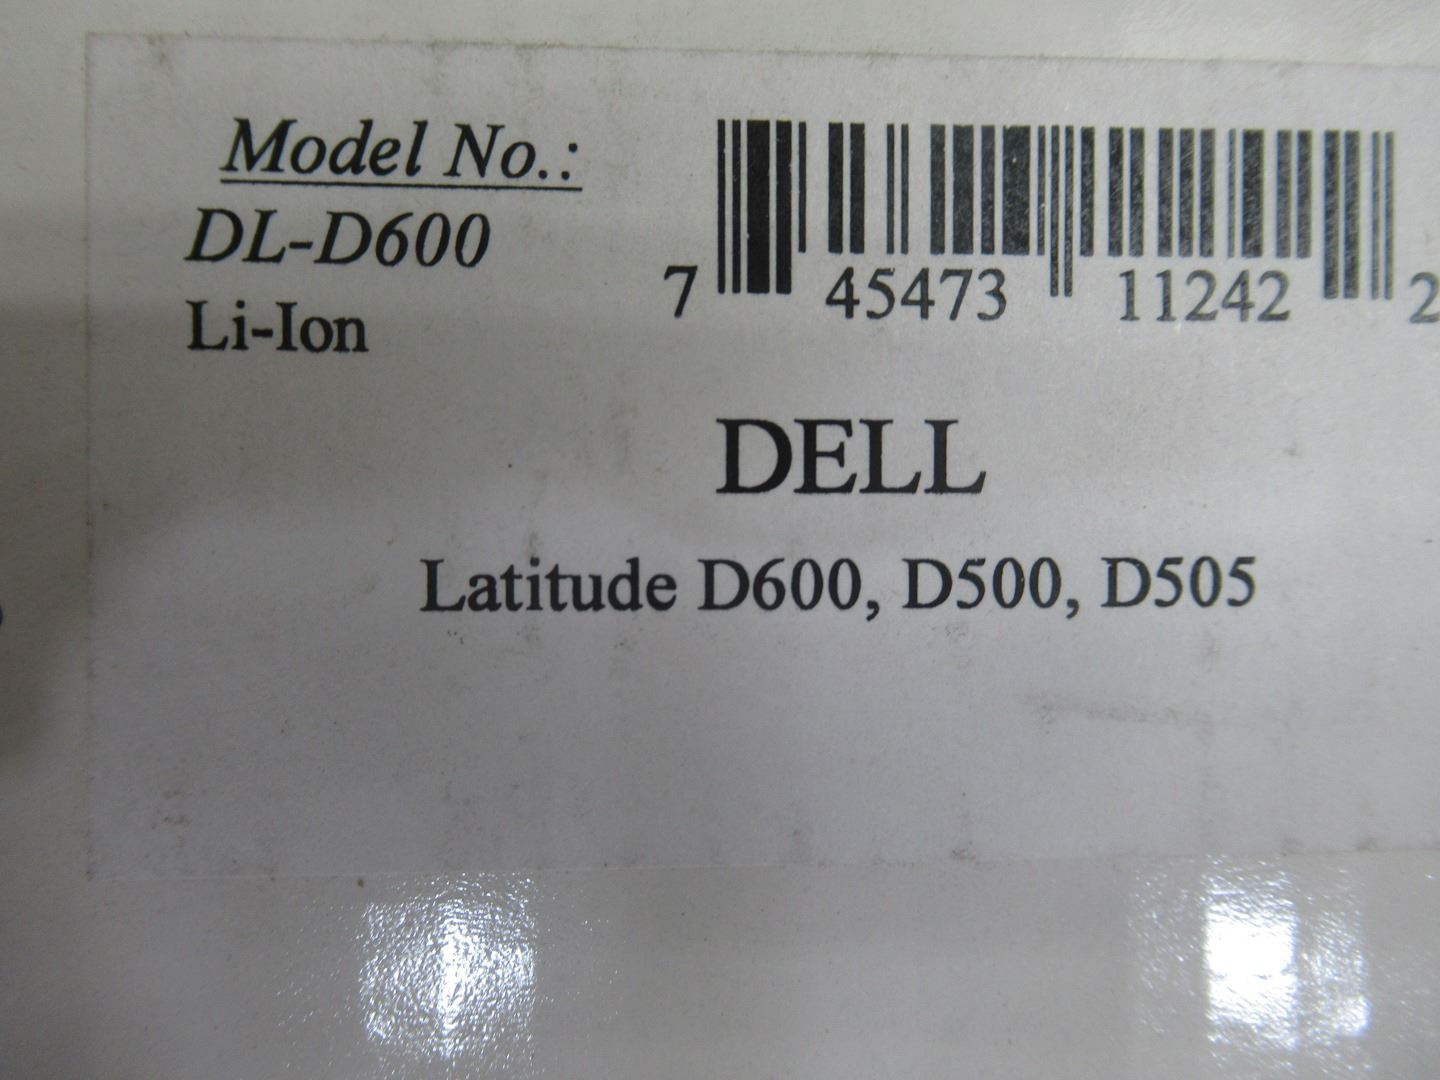 Model No.:
DL-D600
Li-Ion
7 45473 11242 2
DELL
Latitude D600, D500, D505